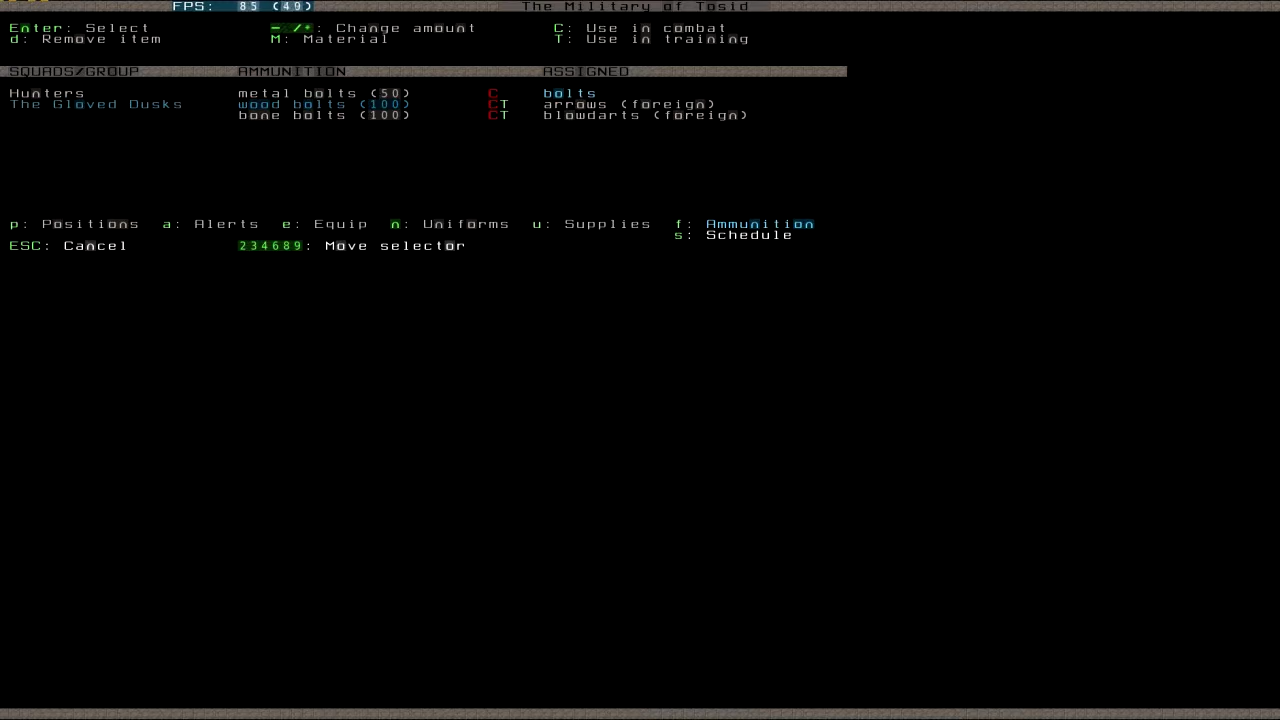 FPS: 85 (49) The Military of Tosid
Enter: Select - /+: Change amount C: Use in combat
d: Remove item M: Material T: Use in training
SQUADS/GROUP AMMUNITION ASSIGNED
Hunters metal bolts (50) C bolts
The Gloved Dusks wood bolts (100) CT arrows (foreign)
bone bolts (100) CT blowdarts (foreign)
p: Positions a: Alerts e: Equip n: Uniforms u: Supplies f: Ammunition
s: Schedule
ESC: Cancel 234689: Move selector